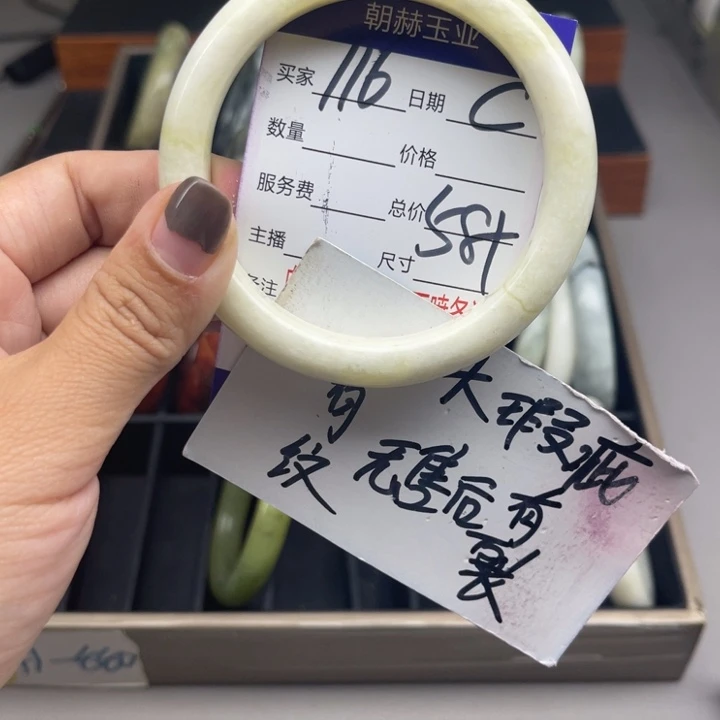 朝赫玉业
买家 116 日期 C
数量 价格
服务费 总价
主播 尺寸 58+
大瑕疵
有
纹 无售后有
裂